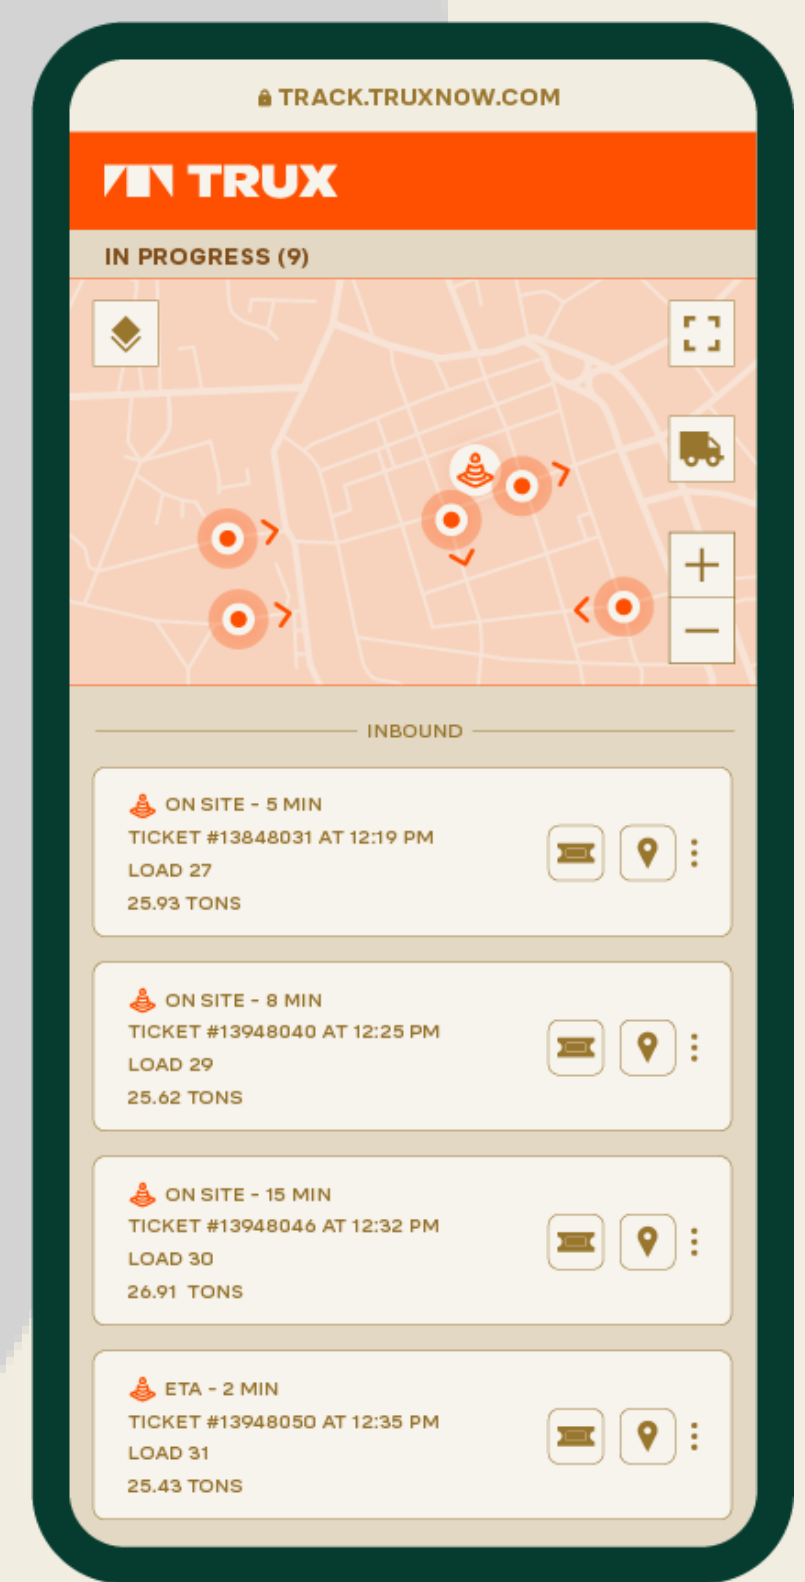 TRACK.TRUXNOW.COM
TRUX
IN PROGRESS (9)
INBOUND
ON SITE - 5 MIN
TICKET #13848031 AT 12:19 PM
LOAD 27
25.93 TONS
ON SITE - 8 MIN
TICKET #13948040 AT 12:25 PM
LOAD 29
25.62 TONS
ON SITE - 15 MIN
TICKET #13948046 AT 12:32 PM
LOAD 30
26.91 TONS
ETA - 2 MIN
TICKET #13948050 AT 12:35 PM
LOAD 31
25.43 TONS